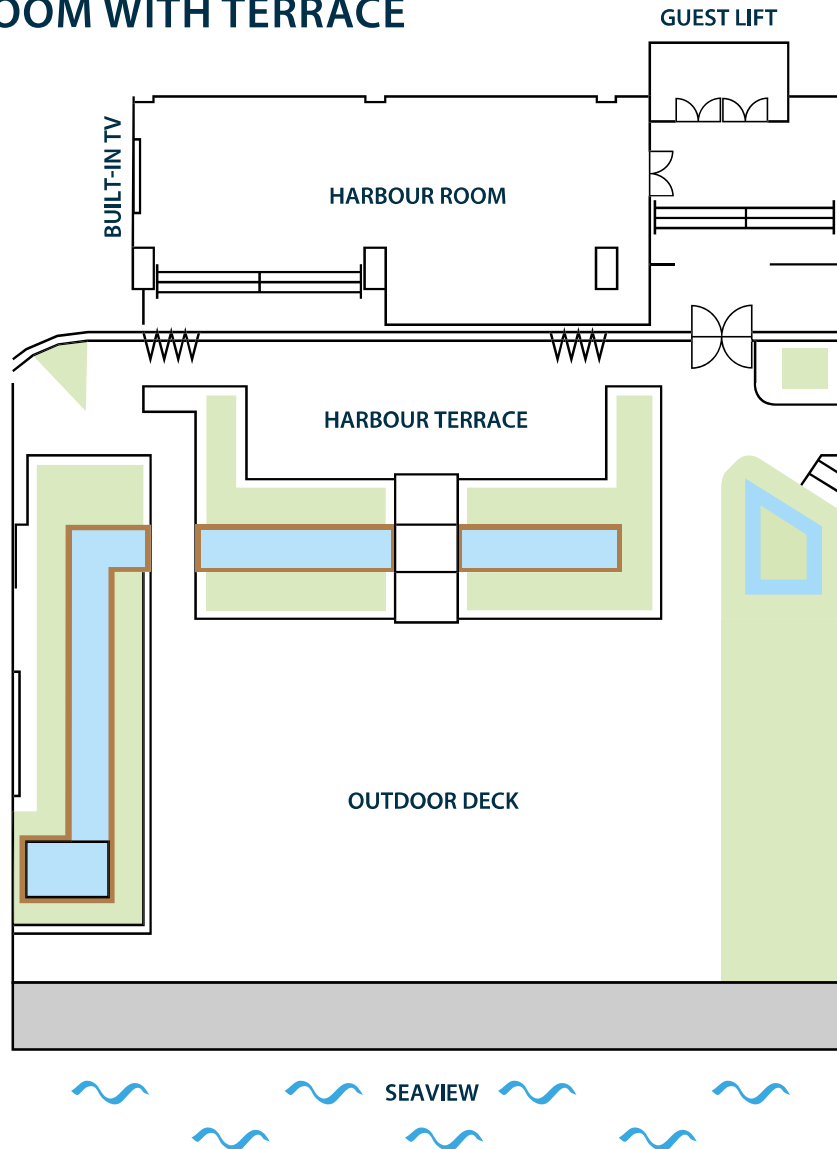 OOM WITH TERRACE
GUEST LIFT
BUILT-IN TV
HARBOUR ROOM
HARBOUR TERRACE
OUTDOOR DECK
SEAVIEW